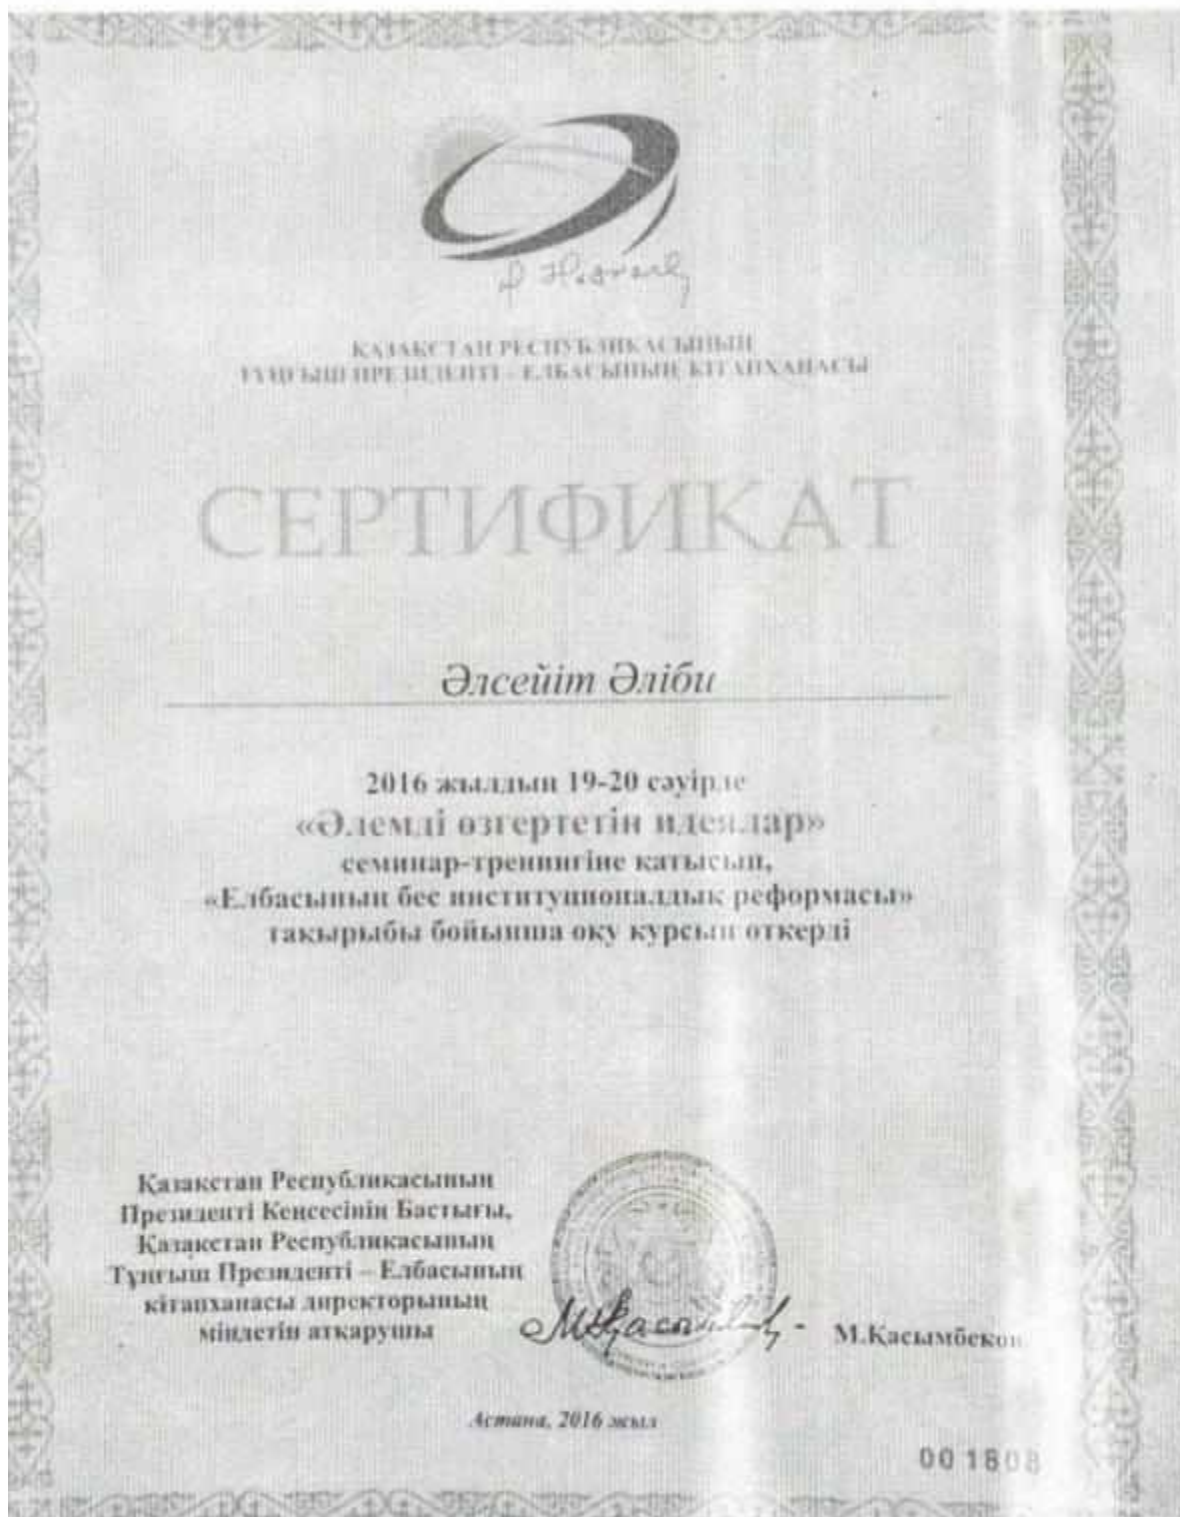 ҚАЗАҚСТАН РЕСПУБЛИКАСЫНЫҢ
ТҰҢҒЫШ ПРЕЗИДЕНТІ - ЕЛБАСЫНЫҢ КІТАПХАНАСЫ
СЕРТИФИКАТ
Әлсейіт Әліби
2016 жылдың 19-20 сәуірде
«Әлемді өзгертетін идеялар»
семинар-тренингіне қатысып,
«Елбасының бес институционалдық реформасы»
тақырыбы бойынша оқу курсын өткерді
Қазақстан Республикасының
Президенті Кеңсесінің Бастығы,
Қазақстан Республикасының
Тұңғыш Президенті – Елбасының
кітапханасы директорының
міндетін атқарушы
М.Қасымбеков
Астана, 2016 жыл
00 1808